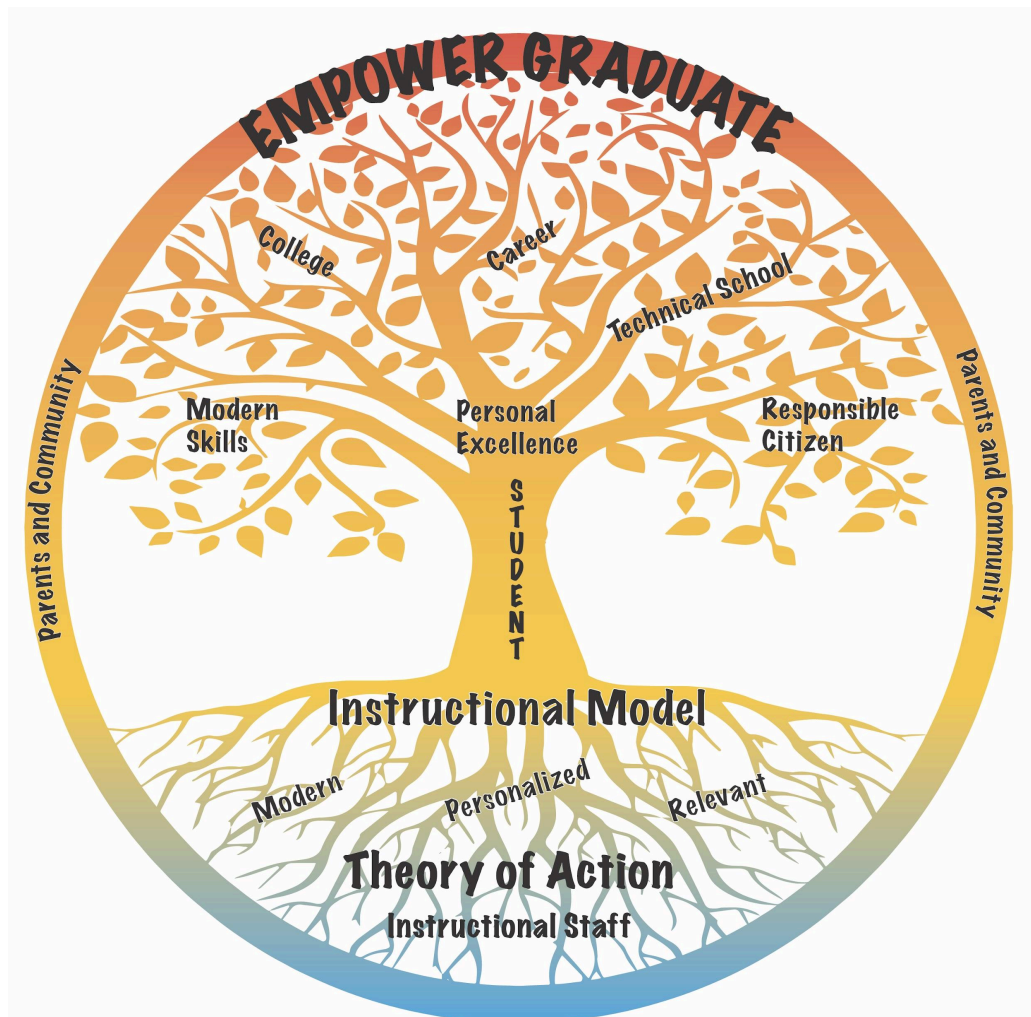 EMPOWER GRADUATE
College
Career
Technical School
Parents and Community
Parents and Community
Modern
Skills
Personal
Excellence
Responsible
Citizen
STUDENT
Instructional Model
Modern
Personalized
Relevant
Theory of Action
Instructional Staff